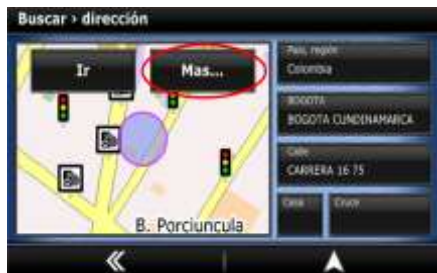 Buscar > dirección
Ir
Mas...
B. Porciuncula
País, región
Colombia
BOGOTA
BOGOTA CUNDINAMARCA
Calle
CARRERA 16 75
Casa
Cruce